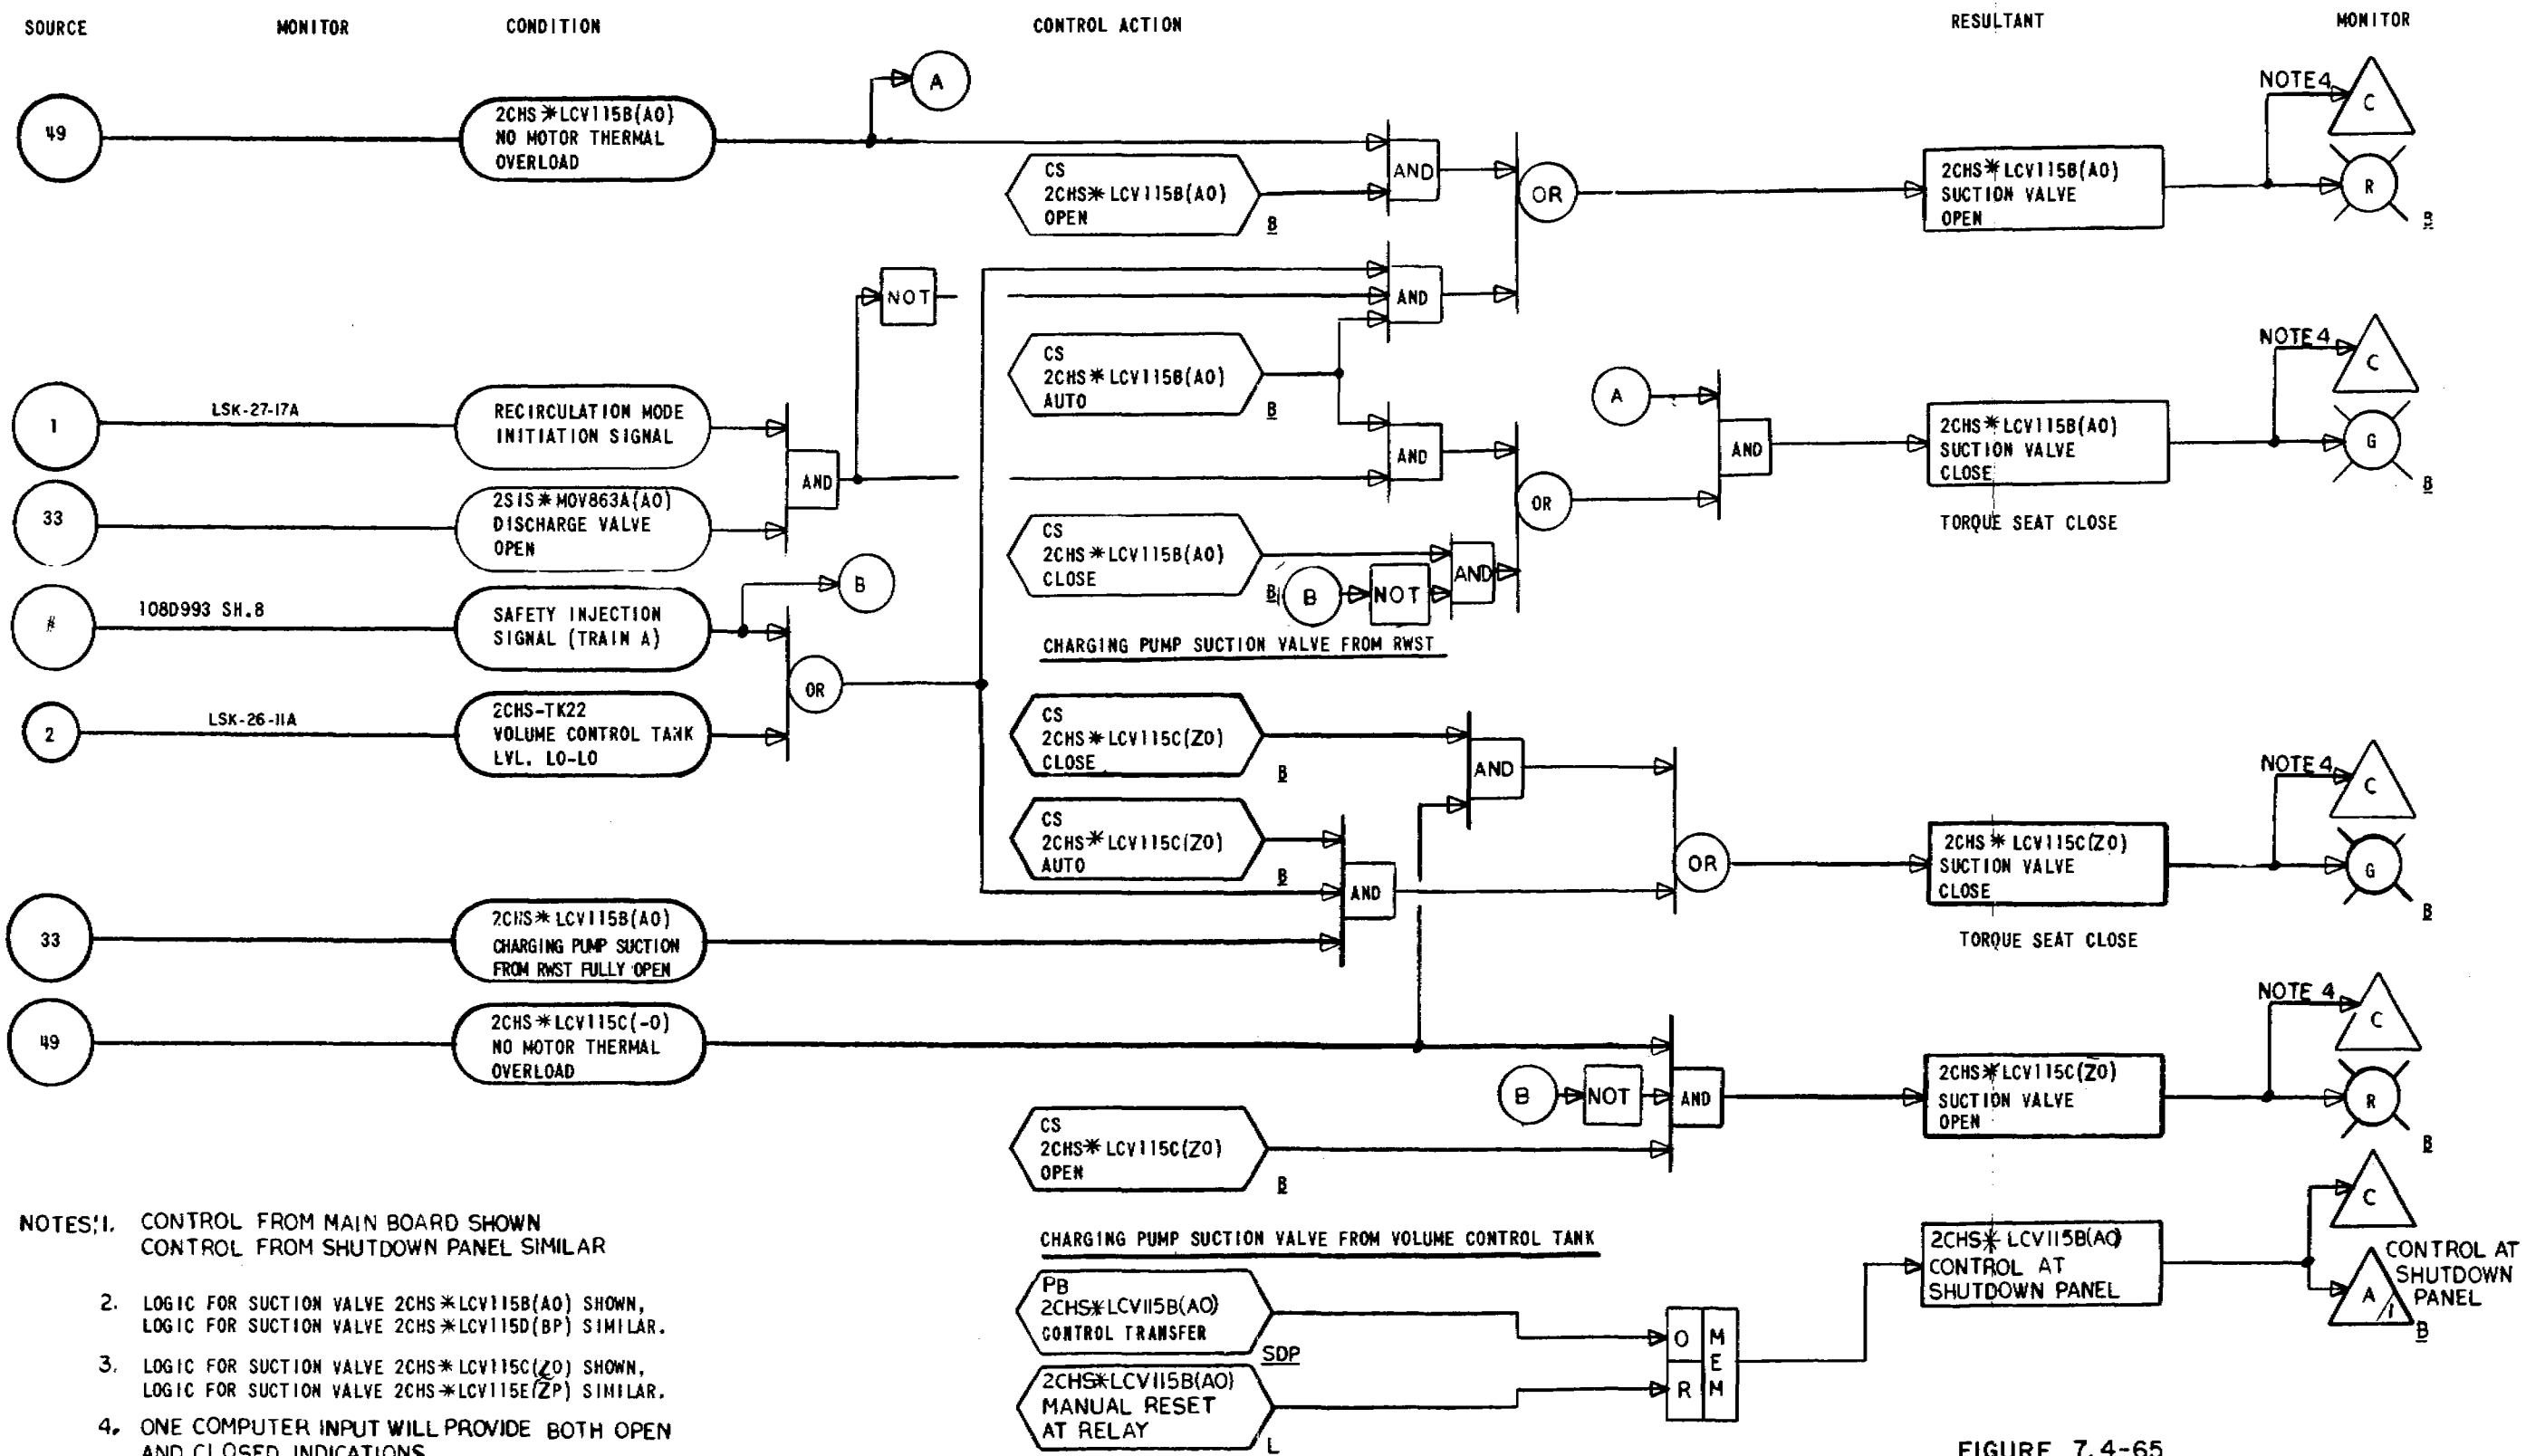 SOURCE
MONITOR
CONDITION
CONTROL ACTION
RESULTANT
MONITOR
49
2CHS*LCV115B(AO)
NO MOTOR THERMAL
OVERLOAD
A
CS
2CHS*LCV115B(AO)
OPEN
B
AND
OR
2CHS*LCV115B(AO)
SUCTION VALVE
OPEN
NOTE 4
C
R
B
NOT
AND
CS
2CHS*LCV115B(AO)
AUTO
B
1
LSK-27-17A
RECIRCULATION MODE
INITIATION SIGNAL
33
2SIS*MOV863A(AO)
DISCHARGE VALVE
OPEN
AND
AND
OR
A
AND
2CHS*LCV115B(AO)
SUCTION VALVE
CLOSE
TORQUE SEAT CLOSE
NOTE 4
C
G
B
CS
2CHS*LCV115B(AO)
CLOSE
B
B
NOT
AND
CHARGING PUMP SUCTION VALVE FROM RWST
#
108D993 SH.8
SAFETY INJECTION
SIGNAL (TRAIN A)
B
2
LSK-26-11A
2CHS-TK22
VOLUME CONTROL TANK
LVL. LO-LO
OR
CS
2CHS*LCV115C(ZO)
CLOSE
B
AND
CS
2CHS*LCV115C(ZO)
AUTO
B
AND
OR
2CHS*LCV115C(ZO)
SUCTION VALVE
CLOSE
TORQUE SEAT CLOSE
NOTE 4
C
G
B
33
2CHS*LCV115B(AO)
CHARGING PUMP SUCTION
FROM RWST FULLY OPEN
49
2CHS*LCV115C(-O)
NO MOTOR THERMAL
OVERLOAD
B
NOT
AND
CS
2CHS*LCV115C(ZO)
OPEN
B
2CHS*LCV115C(ZO)
SUCTION VALVE
OPEN
NOTE 4
C
R
B
CHARGING PUMP SUCTION VALVE FROM VOLUME CONTROL TANK
PB
2CHS*LCV115B(AO)
CONTROL TRANSFER
SDP
2CHS*LCV115B(AO)
MANUAL RESET
AT RELAY
L
O
R
MEM
2CHS*LCV115B(AO)
CONTROL AT
SHUTDOWN PANEL
C
A
1
B
CONTROL AT
SHUTDOWN
PANEL
NOTES: 1. CONTROL FROM MAIN BOARD SHOWN
CONTROL FROM SHUTDOWN PANEL SIMILAR
2. LOGIC FOR SUCTION VALVE 2CHS*LCV115B(AO) SHOWN,
LOGIC FOR SUCTION VALVE 2CHS*LCV115D(BP) SIMILAR.
3. LOGIC FOR SUCTION VALVE 2CHS*LCV115C(ZO) SHOWN,
LOGIC FOR SUCTION VALVE 2CHS*LCV115E(ZP) SIMILAR.
4. ONE COMPUTER INPUT WILL PROVIDE BOTH OPEN
AND CLOSED INDICATIONS
FIGURE 7.4-65